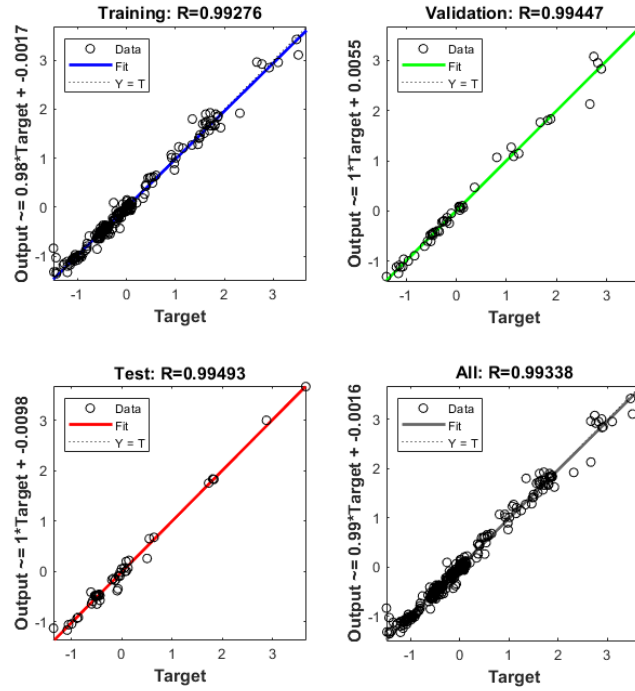 Training: R=0.99276
Output ~= 0.98*Target + -0.0017
Data
Fit
Y = T
3
2
1
0
-1
-1 0 1 2 3
Target
Validation: R=0.99447
Output ~= 1*Target + 0.0055
Data
Fit
Y = T
3
2
1
0
-1
-1 0 1 2 3
Target
Test: R=0.99493
Output ~= 1*Target + -0.0098
Data
Fit
Y = T
3
2
1
0
-1
-1 0 1 2 3
Target
All: R=0.99338
Output ~= 0.99*Target + -0.0016
Data
Fit
Y = T
3
2
1
0
-1
-1 0 1 2 3
Target